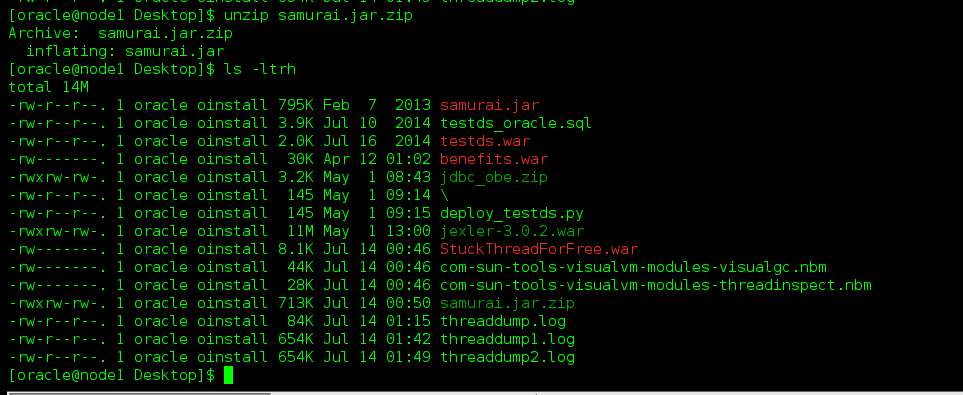 [oracle@node1 Desktop]$ unzip samurai.jar.zip
Archive:  samurai.jar.zip
  inflating: samurai.jar
[oracle@node1 Desktop]$ ls -ltrh
total 14M
-rw-r--r--. 1 oracle oinstall 795K Feb  7  2013 samurai.jar
-rw-r--r--. 1 oracle oinstall 3.9K Jul 10  2014 testds_oracle.sql
-rw-r--r--. 1 oracle oinstall 2.0K Jul 16  2014 testds.war
-rw-------. 1 oracle oinstall  30K Apr 12 01:02 benefits.war
-rwxrw-rw-. 1 oracle oinstall 3.2K May  1 08:43 jdbc_obe.zip
-rw-r--r--. 1 oracle oinstall  145 May  1 09:14 \
-rw-r--r--. 1 oracle oinstall  145 May  1 09:15 deploy_testds.py
-rwxrw-rw-. 1 oracle oinstall  11M May  1 13:00 jexler-3.0.2.war
-rw-------. 1 oracle oinstall 8.1K Jul 14 00:46 StuckThreadForFree.war
-rw-------. 1 oracle oinstall  44K Jul 14 00:46 com-sun-tools-visualvm-modules-visualgc.nbm
-rw-------. 1 oracle oinstall  28K Jul 14 00:46 com-sun-tools-visualvm-modules-threadinspect.nbm
-rwxrw-rw-. 1 oracle oinstall 713K Jul 14 00:50 samurai.jar.zip
-rw-r--r--. 1 oracle oinstall  84K Jul 14 01:15 threaddump.log
-rw-r--r--. 1 oracle oinstall 654K Jul 14 01:42 threaddump1.log
-rw-r--r--. 1 oracle oinstall 654K Jul 14 01:49 threaddump2.log
[oracle@node1 Desktop]$